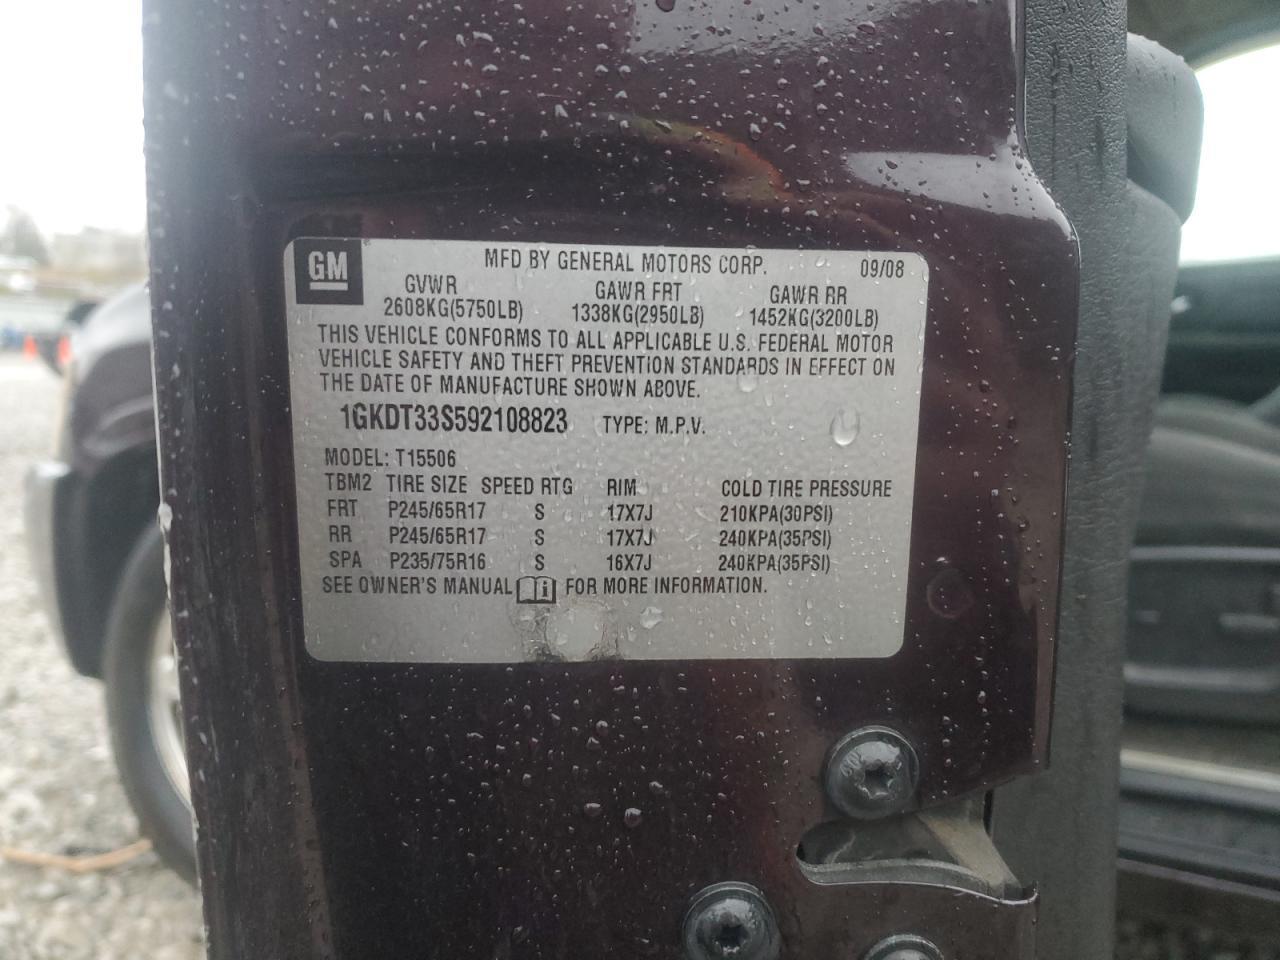 GM
MFD BY GENERAL MOTORS CORP. 09/08
GVWR GAWR FRT GAWR RR
2608KG(5750LB) 1338KG(2950LB) 1452KG(3200LB)
THIS VEHICLE CONFORMS TO ALL APPLICABLE U.S. FEDERAL MOTOR
VEHICLE SAFETY AND THEFT PREVENTION STANDARDS IN EFFECT ON
THE DATE OF MANUFACTURE SHOWN ABOVE.
1GKDT33S592108823 TYPE: M.P.V.
MODEL: T15506
TBM2 TIRE SIZE SPEED RTG RIM COLD TIRE PRESSURE
FRT P245/65R17 S 17X7J 210KPA(30PSI)
RR P245/65R17 S 17X7J 240KPA(35PSI)
SPA P235/75R16 S 16X7J 240KPA(35PSI)
SEE OWNER'S MANUAL FOR MORE INFORMATION.